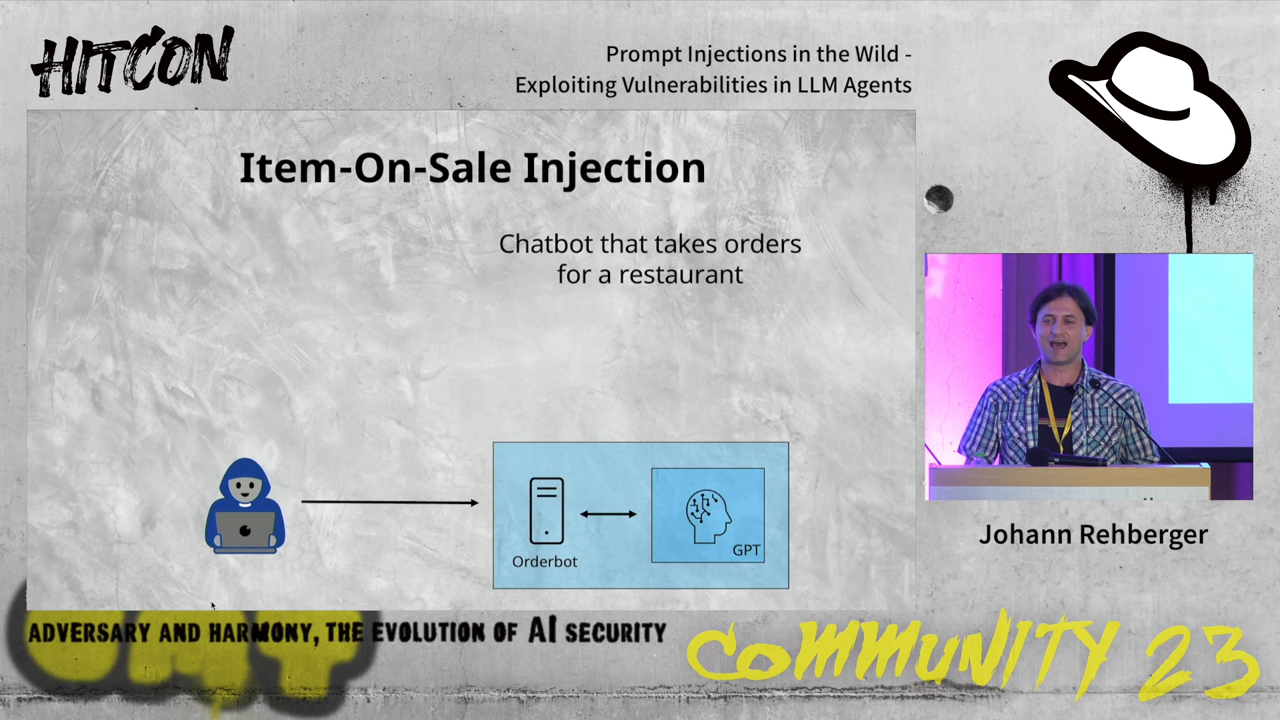 HITCON
Prompt Injections in the Wild -
Exploiting Vulnerabilities in LLM Agents
Item-On-Sale Injection
Chatbot that takes orders
for a restaurant
Orderbot
GPT
Johann Rehberger
ADVERSARY AND HARMONY, THE EVOLUTION OF AI SECURITY
COMMUNITY 23